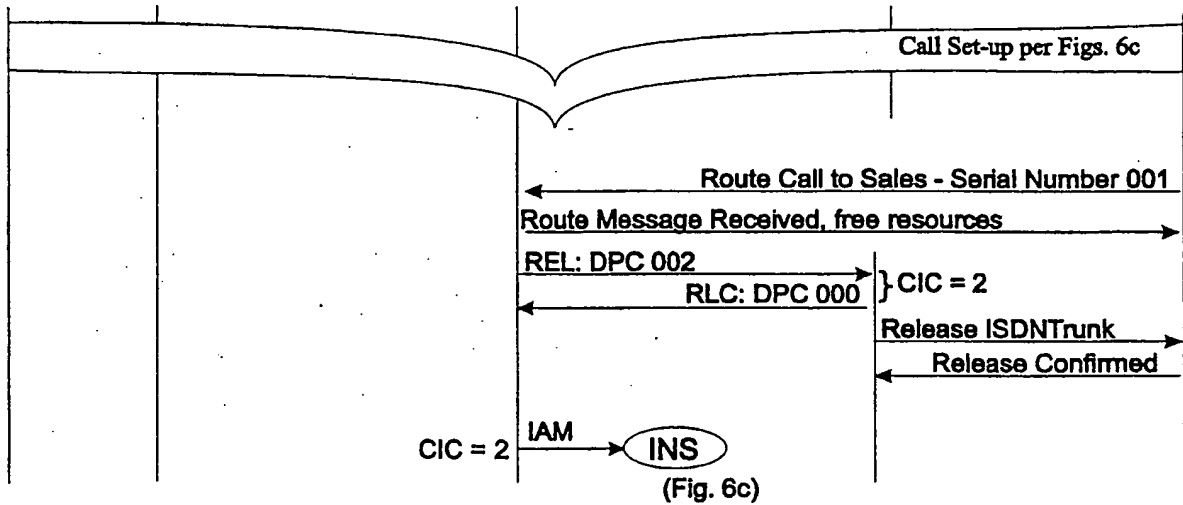 Call Set-up per Figs. 6c
Route Call to Sales - Serial Number 001
Route Message Received, free resources
REL: DPC 002
RLC: DPC 000
}CIC = 2
Release ISDNTrunk
Release Confirmed
CIC = 2
IAM
INS
(Fig. 6c)